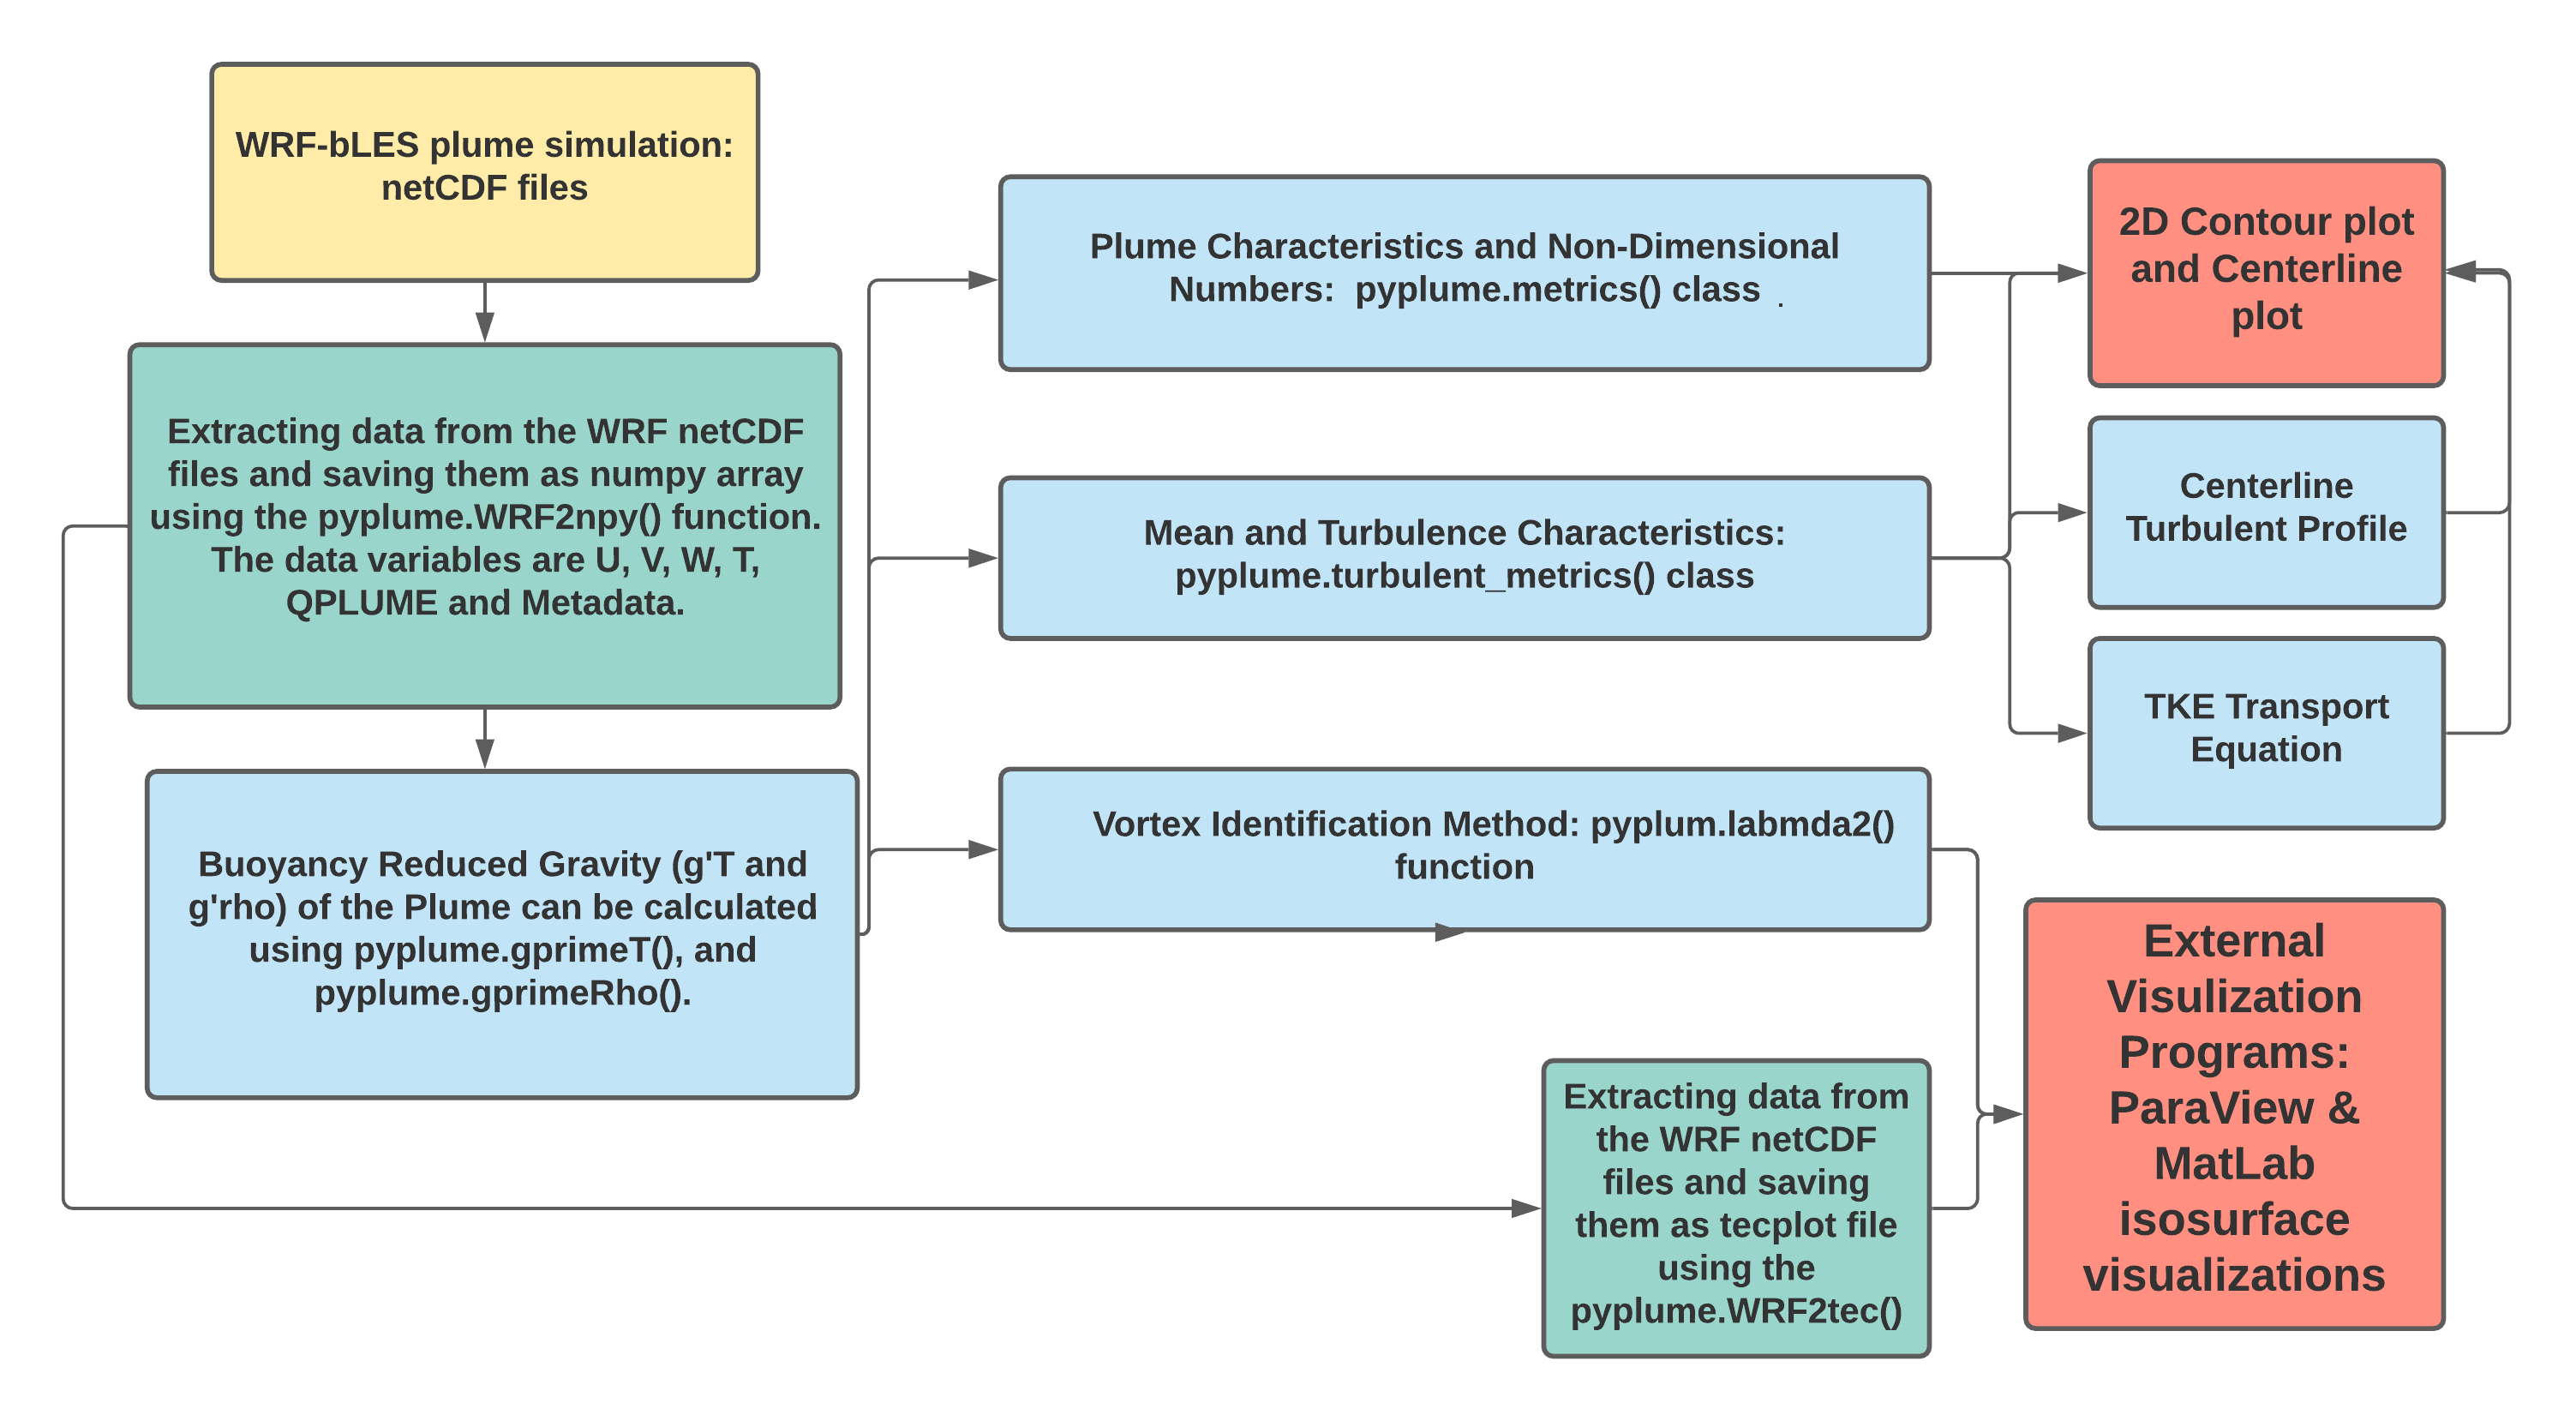 WRF-bLES plume simulation:
netCDF files
Extracting data from the WRF netCDF
files and saving them as numpy array
using the pyplume.WRF2npy() function.
The data variables are U, V, W, T,
QPLUME and Metadata.
Buoyancy Reduced Gravity (g'T and
g'rho) of the Plume can be calculated
using pyplume.gprimeT(), and
pyplume.gprimeRho().
Plume Characteristics and Non-Dimensional
Numbers:  pyplume.metrics() class  .
Mean and Turbulence Characteristics:
pyplume.turbulent_metrics() class
Vortex Identification Method: pyplum.labmda2()
function
Extracting data from
the WRF netCDF
files and saving
them as tecplot file
using the
pyplume.WRF2tec()
2D Contour plot
and Centerline
plot
Centerline
Turbulent Profile
TKE Transport
Equation
External
Visulization
Programs:
ParaView &
MatLab
isosurface
visualizations